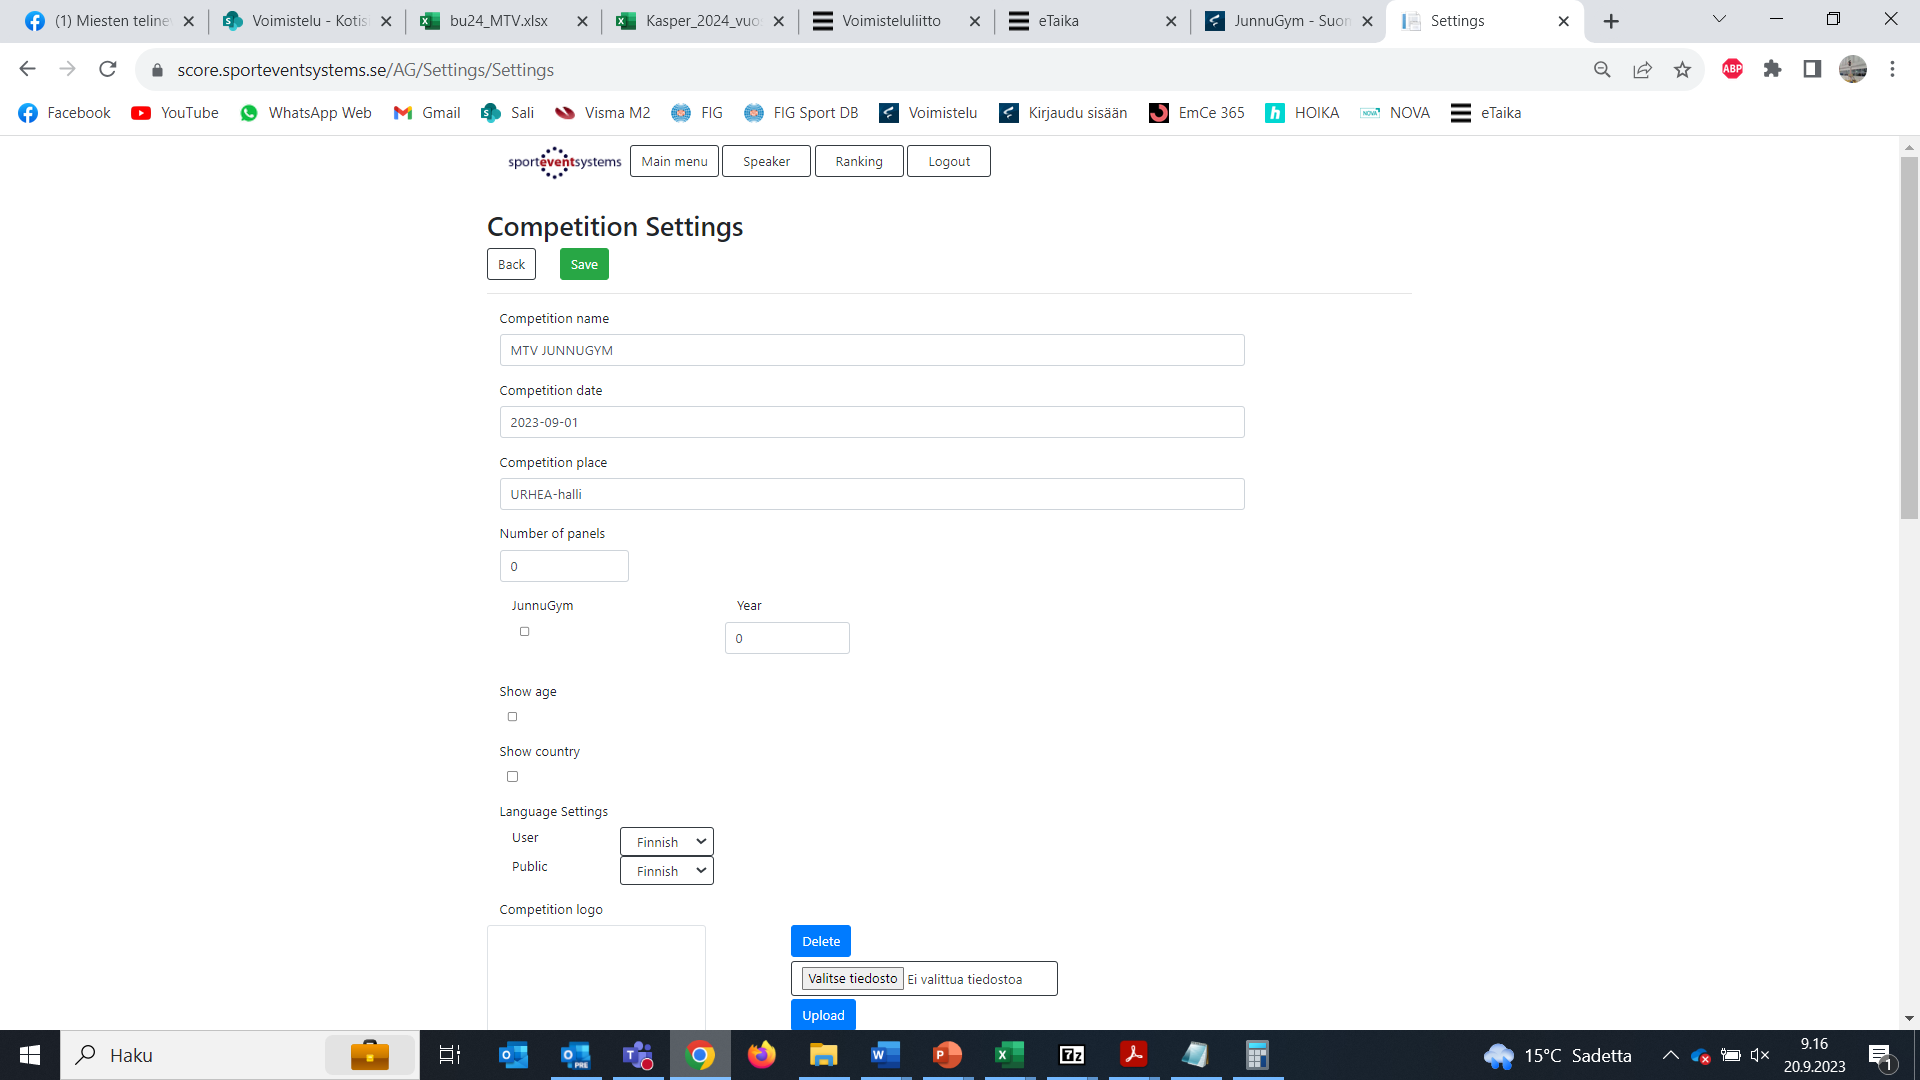 (1) Miesten teline
Voimistelu - Kotis
bu24_MTV.xlsx
Kasper_2024_vuo
Voimisteluliitto
eTaika
JunnuGym - Suon
Settings
score.sporteventsystems.se/AG/Settings/Settings
ABP
Facebook
YouTube
WhatsApp Web
Gmail
Sali
Visma M2
FIG
FIG Sport DB
Voimistelu
Kirjaudu sisään
EmCe 365
HOIKA
NOVA
eTaika
sporteventsystems
Main menu
Speaker
Ranking
Logout
Competition Settings
Back
Save
Competition name
MTV JUNNUGYM
Competition date
2023-09-01
Competition place
URHEA-halli
Number of panels
0
JunnuGym
Year
0
Show age
Show country
Language Settings
User
Finnish
Public
Finnish
Competition logo
Delete
Valitse tiedosto Ei valittua tiedostoa
Upload
Haku
15°C Sadetta
9.16
20.9.2023
1